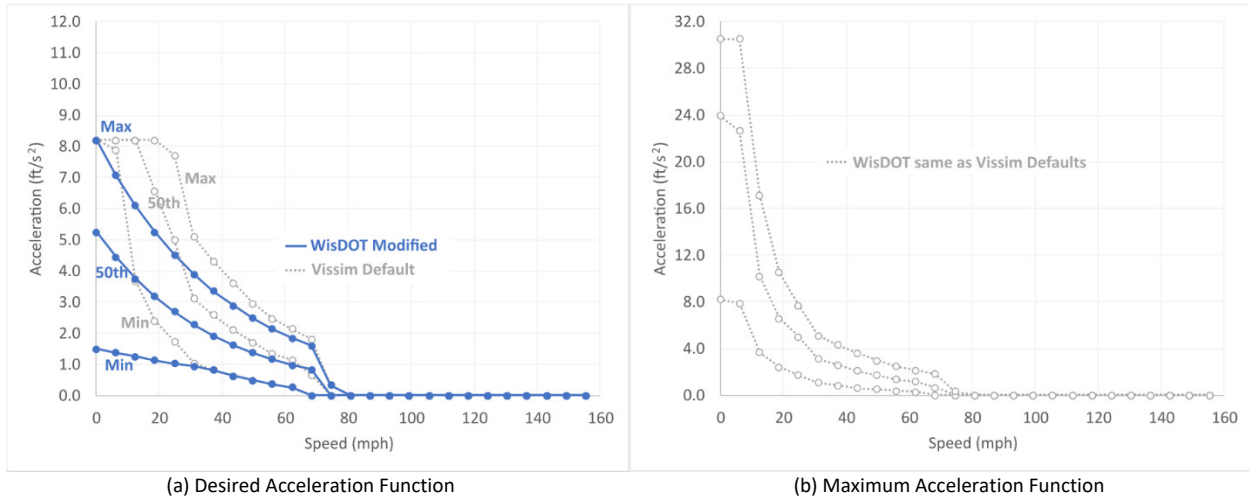 12.0
11.0
10.0
9.0
8.0
7.0
6.0
5.0
4.0
3.0
2.0
1.0
0.0
Acceleration (ft/s²)
Max
Max
50th
50th
Min
Min
WisDOT Modified
Vissim Default
0 20 40 60 80 100 120 140 160
Speed (mph)
(a) Desired Acceleration Function
32.0
28.0
24.0
20.0
16.0
12.0
8.0
4.0
0.0
Acceleration (ft/s²)
WisDOT same as Vissim Defaults
0 20 40 60 80 100 120 140 160
Speed (mph)
(b) Maximum Acceleration Function